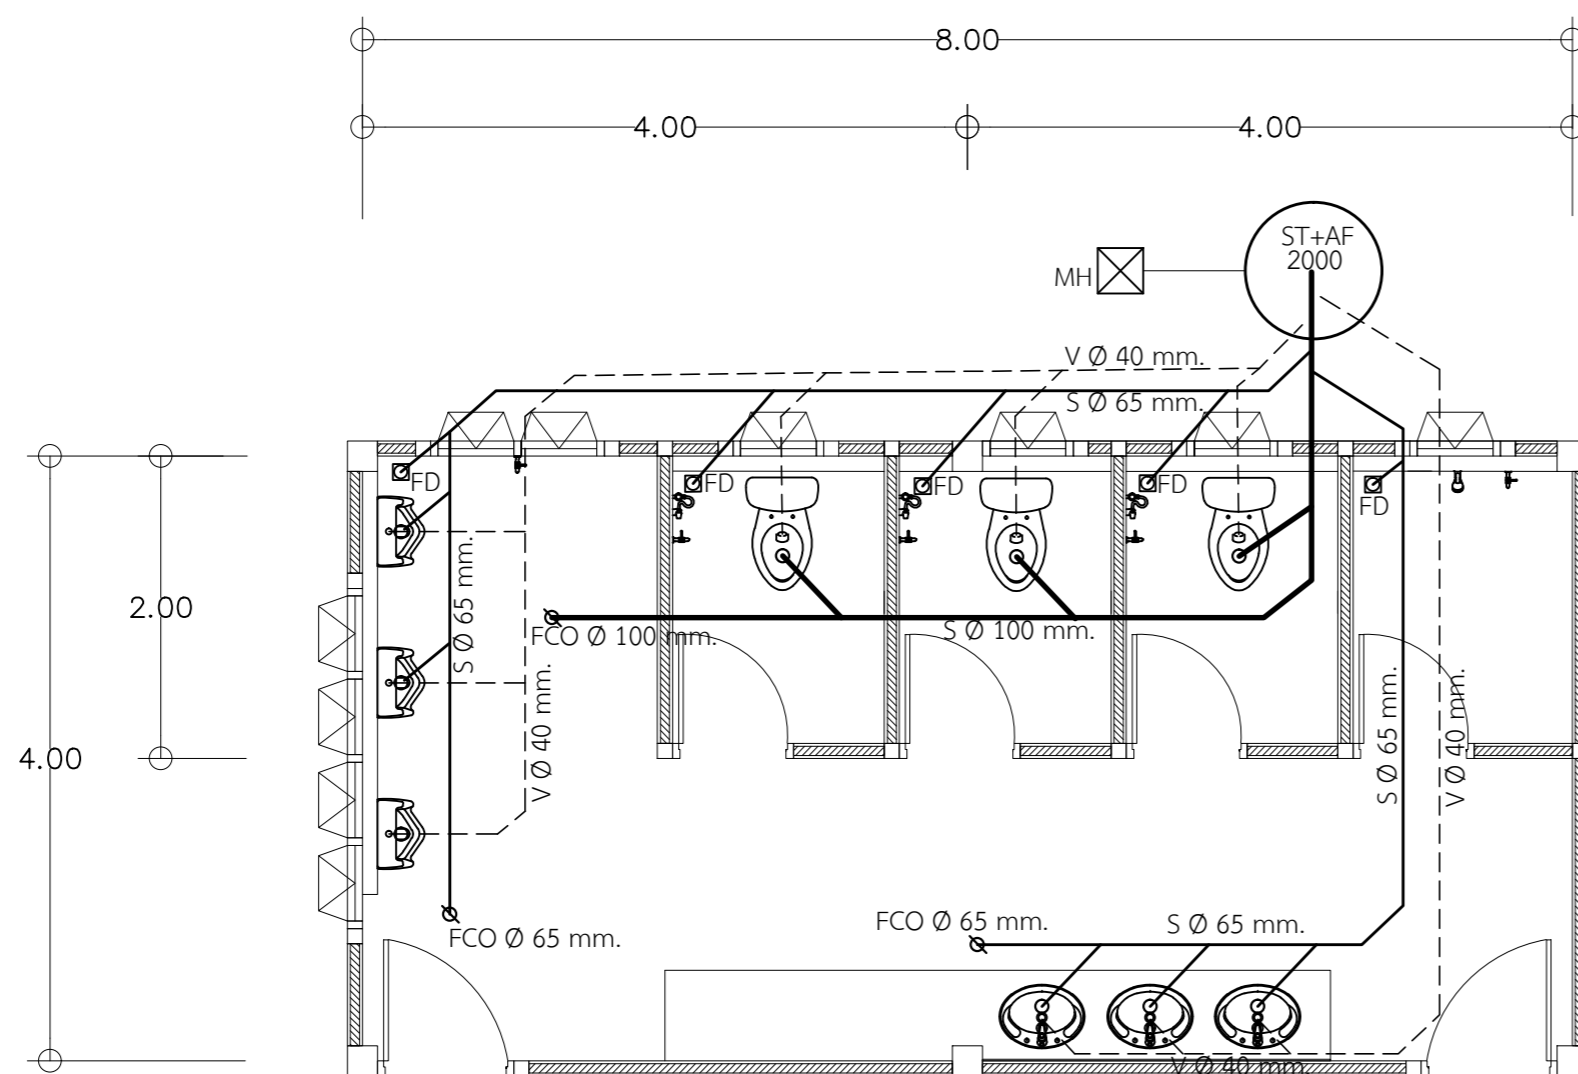 8.00
4.00
4.00
ST+AF
2000
MH
V Ø 40 mm.
S Ø 65 mm.
FD
FD
FD
FD
FD
S Ø 65 mm.
2.00
FCO Ø 100 mm.
S Ø 100 mm.
V Ø 40 mm.
S Ø 65 mm.
V Ø 40 mm.
4.00
FCO Ø 65 mm.
FCO Ø 65 mm.
S Ø 65 mm.
V Ø 40 mm.